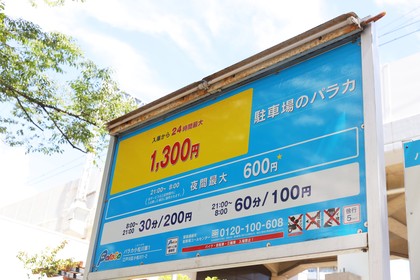 駐車場のパラカ
入庫から24時間最大
1,300円
21:00~8:00 夜間最大 600円
8:00~21:00 30分/200円
21:00~8:00 60分/100円
0120-100-608
Paraca
徐行